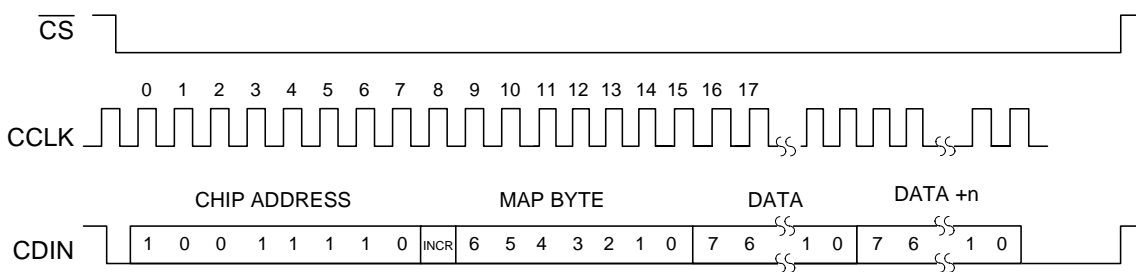 CS
0 1 2 3 4 5 6 7 8 9 10 11 12 13 14 15 16 17
CCLK
CHIP ADDRESS MAP BYTE DATA DATA +n
CDIN 1 0 0 1 1 1 1 0 INCR 6 5 4 3 2 1 0 7 6 1 0 7 6 1 0